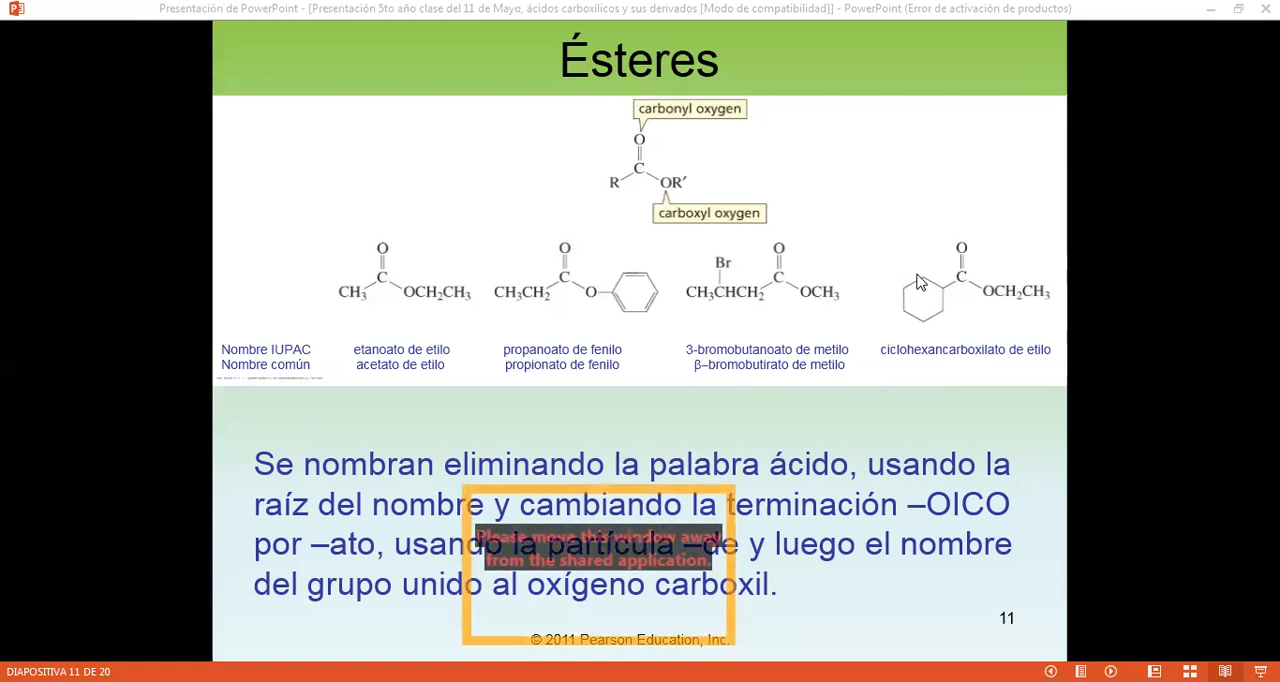 Presentación de PowerPoint - [Presentación 5to año clase del 11 de Mayo, ácidos carboxílicos y sus derivados [Modo de compatibilidad]] - PowerPoint (Error de activación de productos)
Ésteres
carbonyl oxygen
O
C
R OR′
carboxyl oxygen
O O Br O O
C C C C
CH₃ OCH₂CH₃ CH₃CH₂ O CH₃CHCH₂ OCH₃ OCH₂CH₃
Nombre IUPAC etanoato de etilo propanoato de fenilo 3-bromobutanoato de metilo ciclohexancarboxilato de etilo
Nombre común acetato de etilo propionato de fenilo β–bromobutirato de metilo
Se nombran eliminando la palabra ácido, usando la
raíz del nombre y cambiando la terminación –OICO
por –ato, usando la partícula –de y luego el nombre
Please move this window away
from the shared application.
del grupo unido al oxígeno carboxil.
11
© 2011 Pearson Education, Inc.
DIAPOSITIVA 11 DE 20